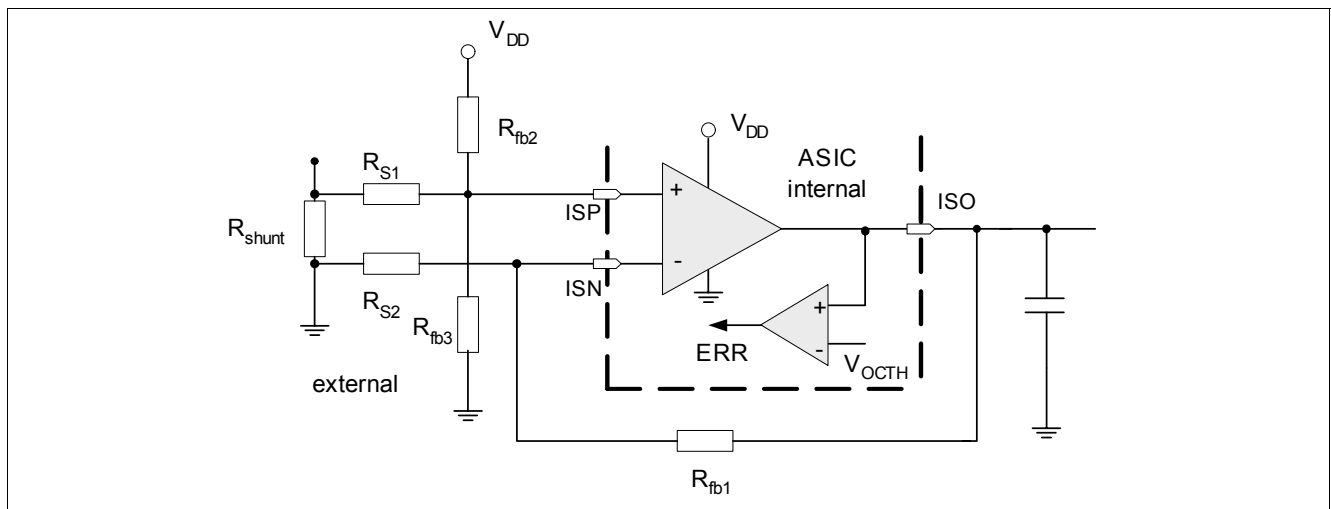 V_DD
R_fb2
V_DD
R_S1
ASIC
internal
+
ISO
ISP
R_shunt
-
ISN
R_S2
+
R_fb3
ERR
-
V_OCTH
external
R_fb1